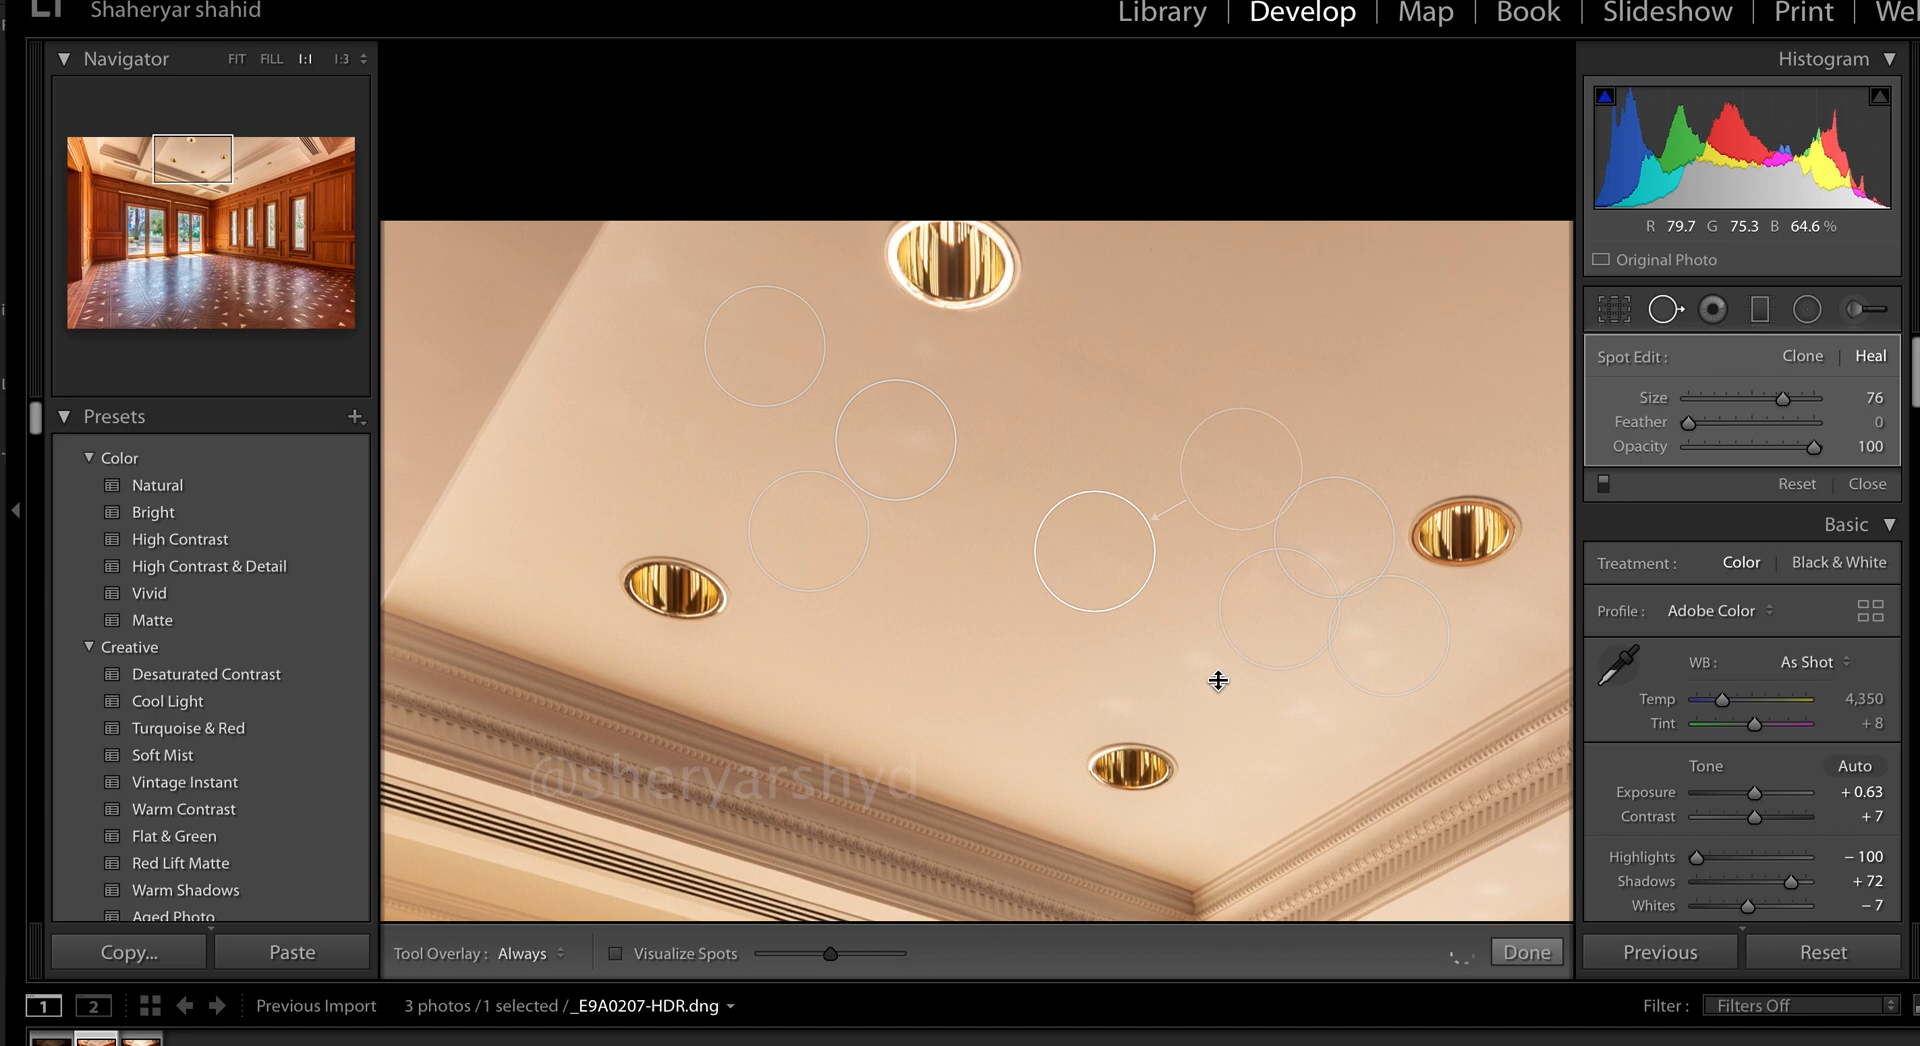 Shaheryar shahid
Library | Develop | Map | Book | Slideshow | Print |
Navigator FIT FILL 1:1 1:3
Histogram
R 79.7 G 75.3 B 64.6 %
Original Photo
Spot Edit : Clone | Heal
Size 76
Feather 0
Opacity 100
Reset | Close
Presets +
Color
Natural
Bright
High Contrast
High Contrast & Detail
Vivid
Matte
Creative
Desaturated Contrast
Cool Light
Turquoise & Red
Soft Mist
Vintage Instant
Warm Contrast
Flat & Green
Red Lift Matte
Warm Shadows
Aged Photo
Basic
Treatment : Color | Black & White
Profile : Adobe Color
WB : As Shot
Temp 4,350
Tint + 8
Tone Auto
Exposure + 0.63
Contrast + 7
Highlights − 100
Shadows + 72
Whites − 7
@sheryarshyd
Copy... Paste
Tool Overlay : Always Visualize Spots Done
Previous Reset
1 2 Previous Import 3 photos / 1 selected / _E9A0207-HDR.dng
Filter : Filters Off